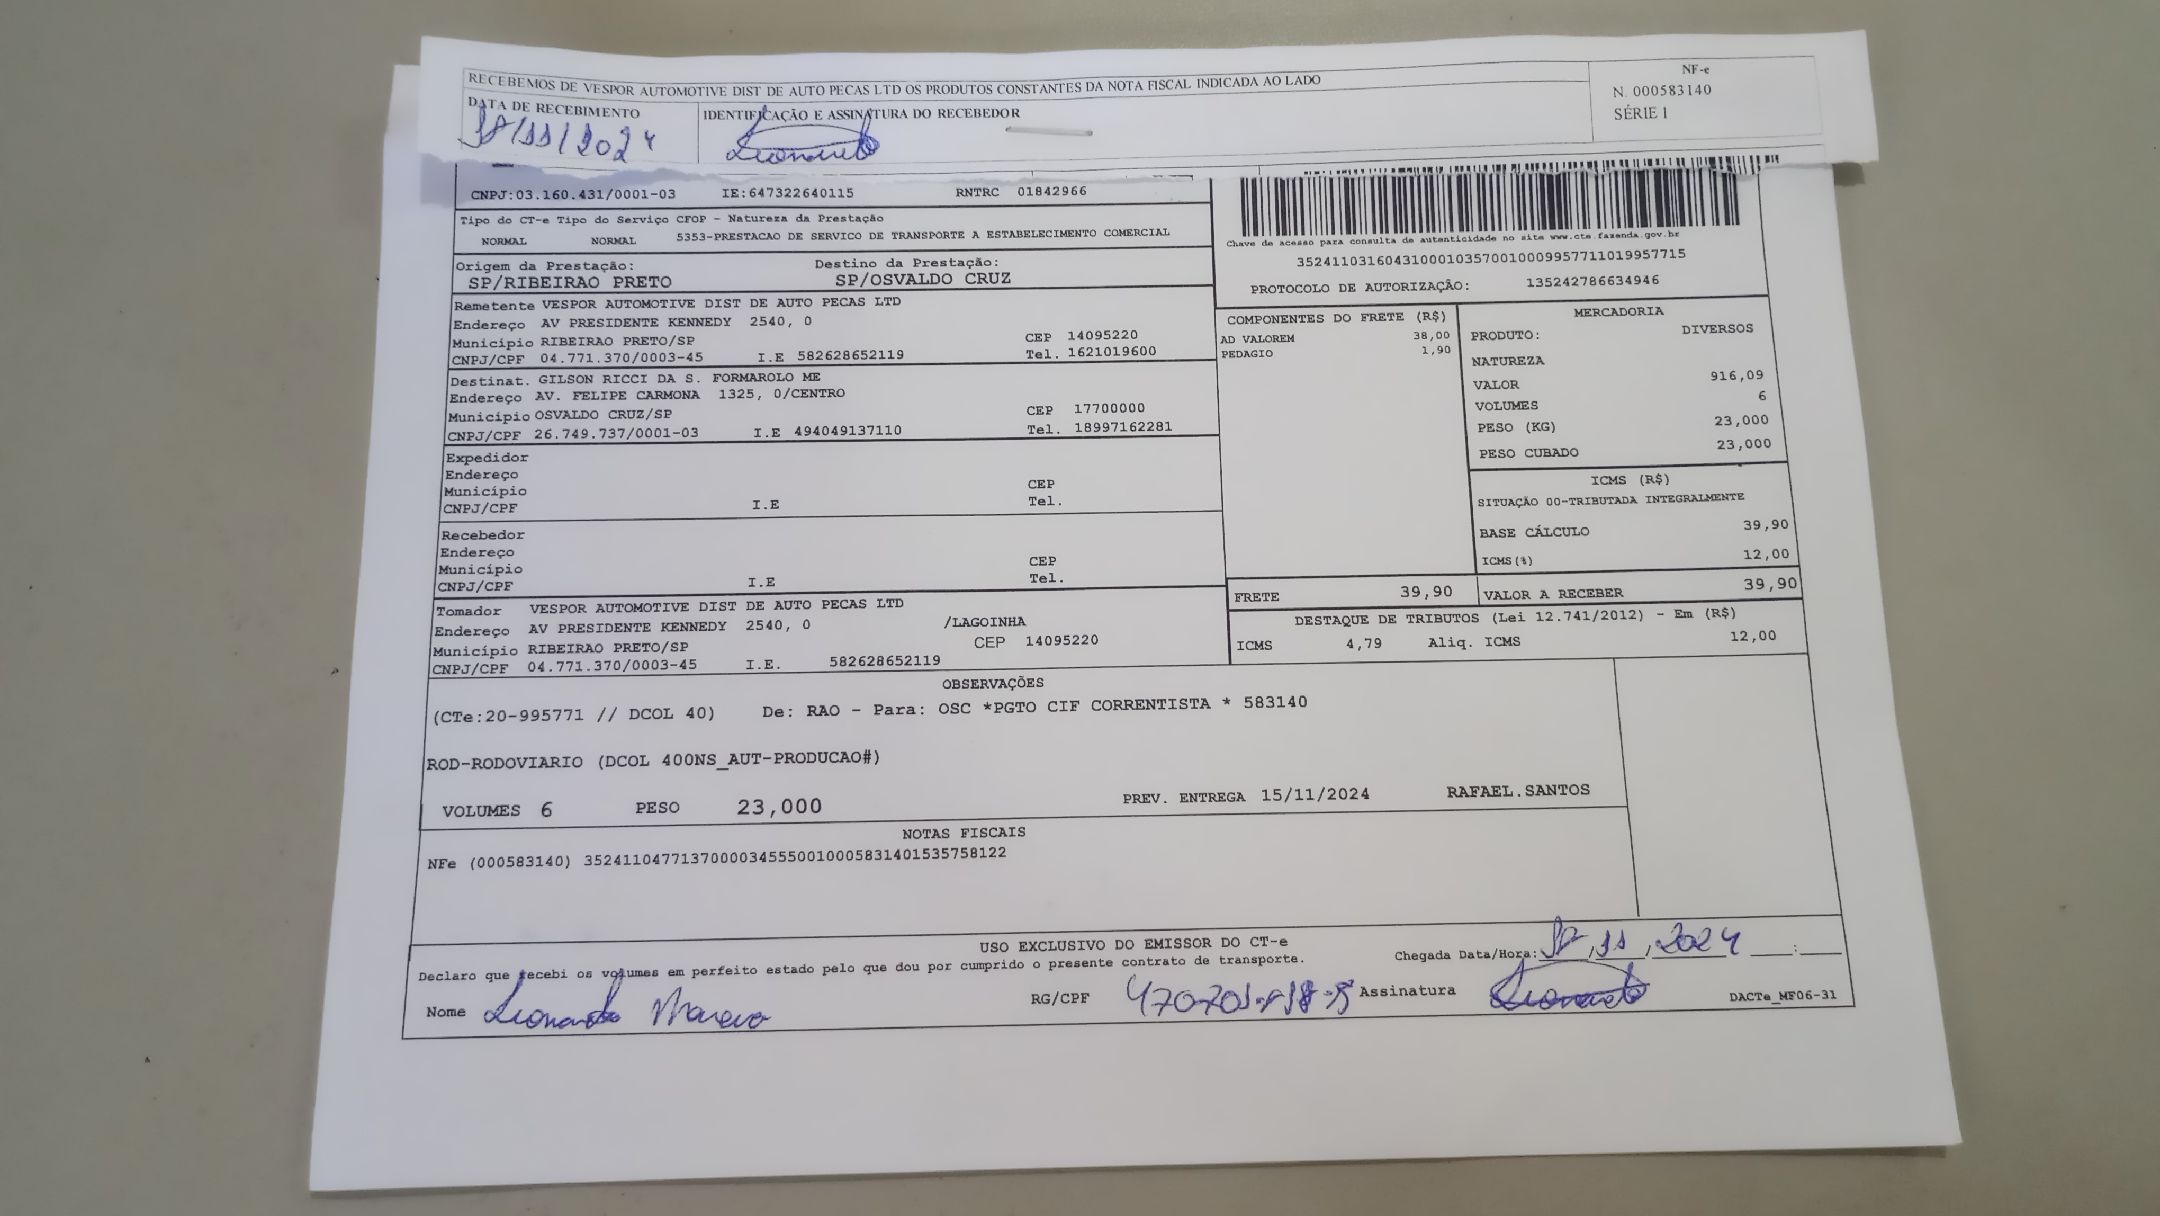 RECEBEMOS DE VESPOR AUTOMOTIVE DIST DE AUTO PECAS LTD OS PRODUTOS CONSTANTES DA NOTA FISCAL INDICADA AO LADO
DATA DE RECEBIMENTO
IDENTIFICAÇÃO E ASSINATURA DO RECEBEDOR
NF-e
N. 000583140
SÉRIE 1
CNPJ:03.160.431/0001-03 IE:647322640115 RNTRC 01842966
Tipo do CT-e Tipo do Serviço CFOP - Natureza da Prestação
NORMAL NORMAL 5353-PRESTACAO DE SERVICO DE TRANSPORTE A ESTABELECIMENTO COMERCIAL
Origem da Prestação: Destino da Prestação:
SP/RIBEIRAO PRETO SP/OSVALDO CRUZ
Chave de acesso para consulta de autenticidade no site www.cte.fazenda.gov.br
35241103160431000103570010009957711019957715
PROTOCOLO DE AUTORIZAÇÃO: 135242786634946
Remetente VESPOR AUTOMOTIVE DIST DE AUTO PECAS LTD
Endereço AV PRESIDENTE KENNEDY 2540, 0
Município RIBEIRAO PRETO/SP CEP 14095220
CNPJ/CPF 04.771.370/0003-45 I.E 582628652119 Tel. 1621019600
Destinat. GILSON RICCI DA S. FORMAROLO ME
Endereço AV. FELIPE CARMONA 1325, 0/CENTRO
Município OSVALDO CRUZ/SP CEP 17700000
CNPJ/CPF 26.749.737/0001-03 I.E 494049137110 Tel. 18997162281
Expedidor
Endereço
Município CEP
CNPJ/CPF I.E Tel.
Recebedor
Endereço
Município CEP
CNPJ/CPF I.E Tel.
Tomador VESPOR AUTOMOTIVE DIST DE AUTO PECAS LTD
Endereço AV PRESIDENTE KENNEDY 2540, 0 /LAGOINHA
Município RIBEIRAO PRETO/SP CEP 14095220
CNPJ/CPF 04.771.370/0003-45 I.E. 582628652119
COMPONENTES DO FRETE (R$)
AD VALOREM 38,00
PEDAGIO 1,90
MERCADORIA
PRODUTO: DIVERSOS
NATUREZA
VALOR 916,09
VOLUMES 6
PESO (KG) 23,000
PESO CUBADO 23,000
ICMS (R$)
SITUAÇÃO 00-TRIBUTADA INTEGRALMENTE
BASE CÁLCULO 39,90
ICMS(%) 12,00
FRETE 39,90 VALOR A RECEBER 39,90
DESTAQUE DE TRIBUTOS (Lei 12.741/2012) - Em (R$)
ICMS 4,79 Aliq. ICMS 12,00
OBSERVAÇÕES
(CTe:20-995771 // DCOL 40) De: RAO - Para: OSC *PGTO CIF CORRENTISTA * 583140
ROD-RODOVIARIO (DCOL 400NS_AUT-PRODUCAO#)
VOLUMES 6 PESO 23,000 PREV. ENTREGA 15/11/2024 RAFAEL.SANTOS
NOTAS FISCAIS
NFe (000583140) 35241104771370000345550010005831401535758122
USO EXCLUSIVO DO EMISSOR DO CT-e
Declaro que recebi os volumes em perfeito estado pelo que dou por cumprido o presente contrato de transporte.
Chegada Data/Hora: 11 2024 :
Nome Leonardo RG/CPF Assinatura
DACTe_MF06-31